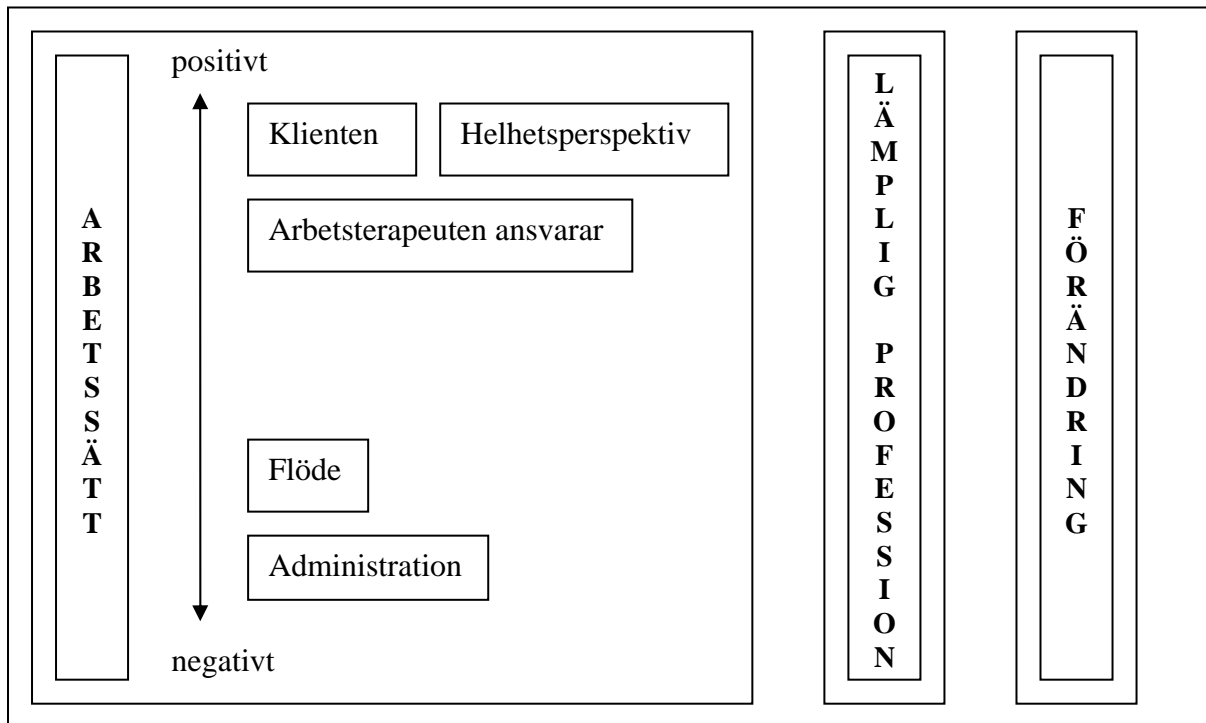 ARBETSSÄTT
positivt
Klienten
Helhetsperspektiv
Arbetsterapeuten ansvarar
Flöde
Administration
negativt
LÄMPLIG PROFESSION
FÖRÄNDRING